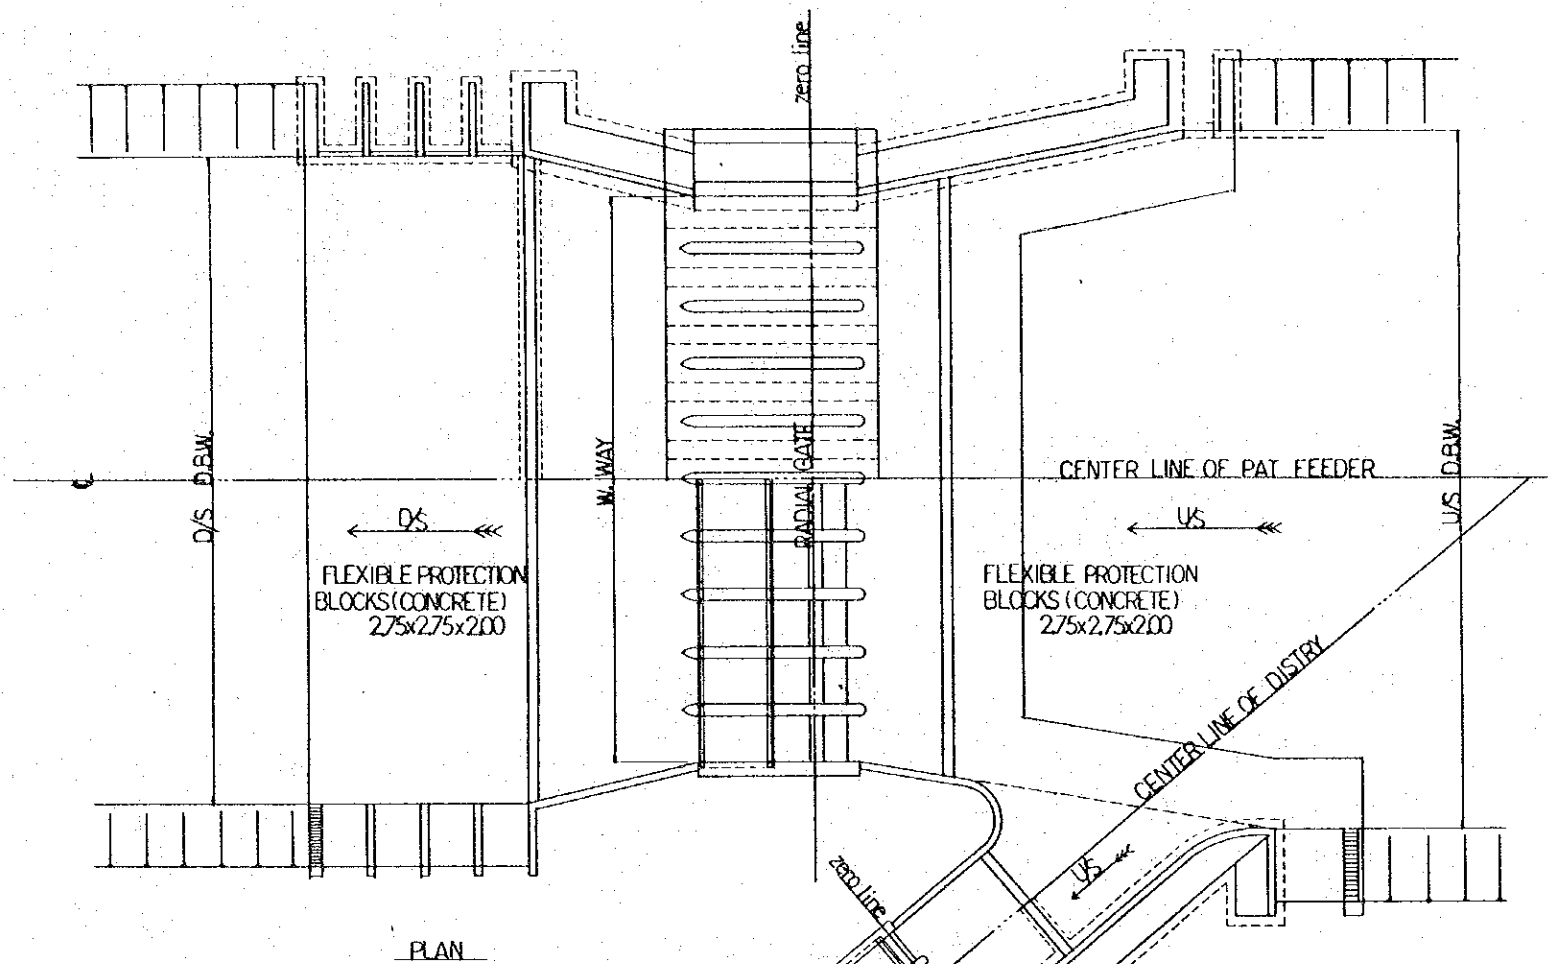 zero line
CENTER LINE OF PAT FEEDER
D/S D.B.W.
W. WAY
RADIAL GATE
U/S D.B.W.
℄
D/S
U/S
FLEXIBLE PROTECTION
BLOCKS (CONCRETE)
2.75x2.75x2.00
FLEXIBLE PROTECTION
BLOCKS (CONCRETE)
2.75x2.75x2.00
CENTER LINE OF DISTRY
U/S
zero line
PLAN